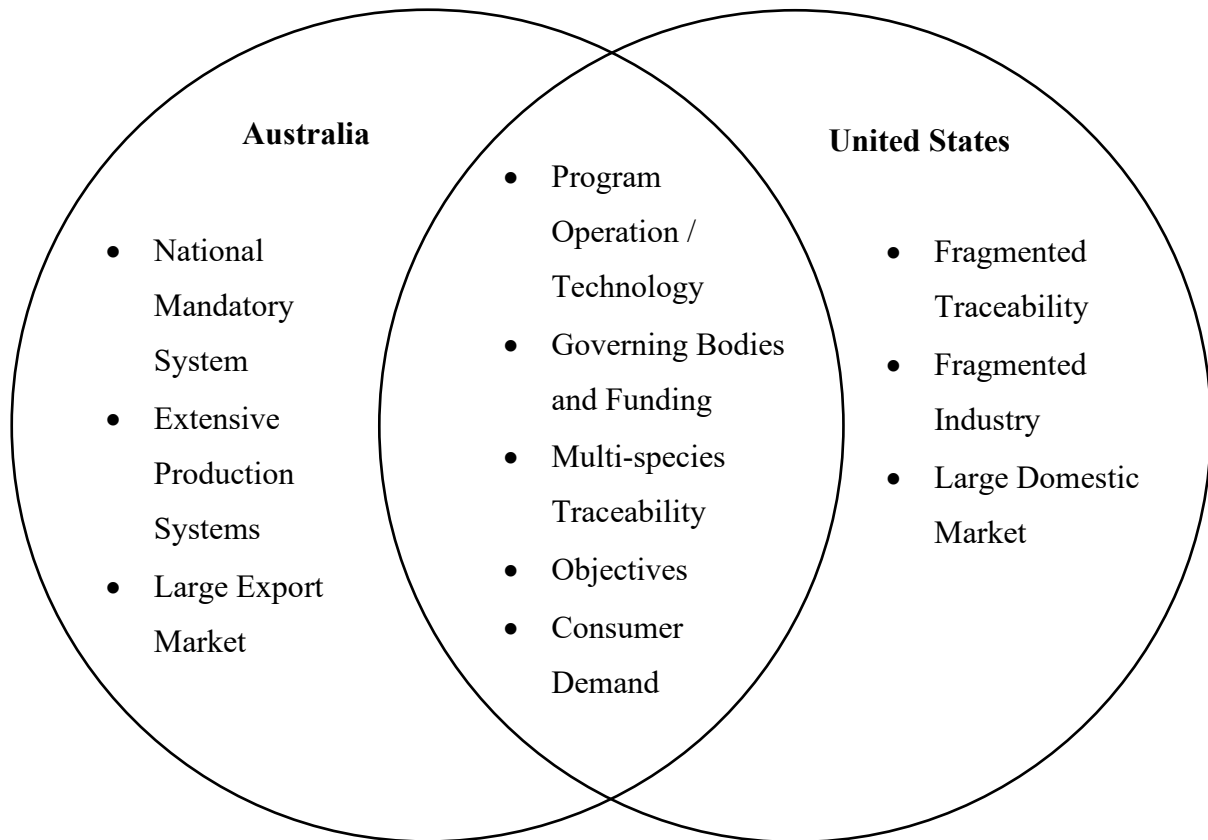 Australia
• National
Mandatory
System
• Extensive
Production
Systems
• Large Export
Market
• Program
Operation /
Technology
• Governing Bodies
and Funding
• Multi-species
Traceability
• Objectives
• Consumer
Demand
United States
• Fragmented
Traceability
• Fragmented
Industry
• Large Domestic
Market